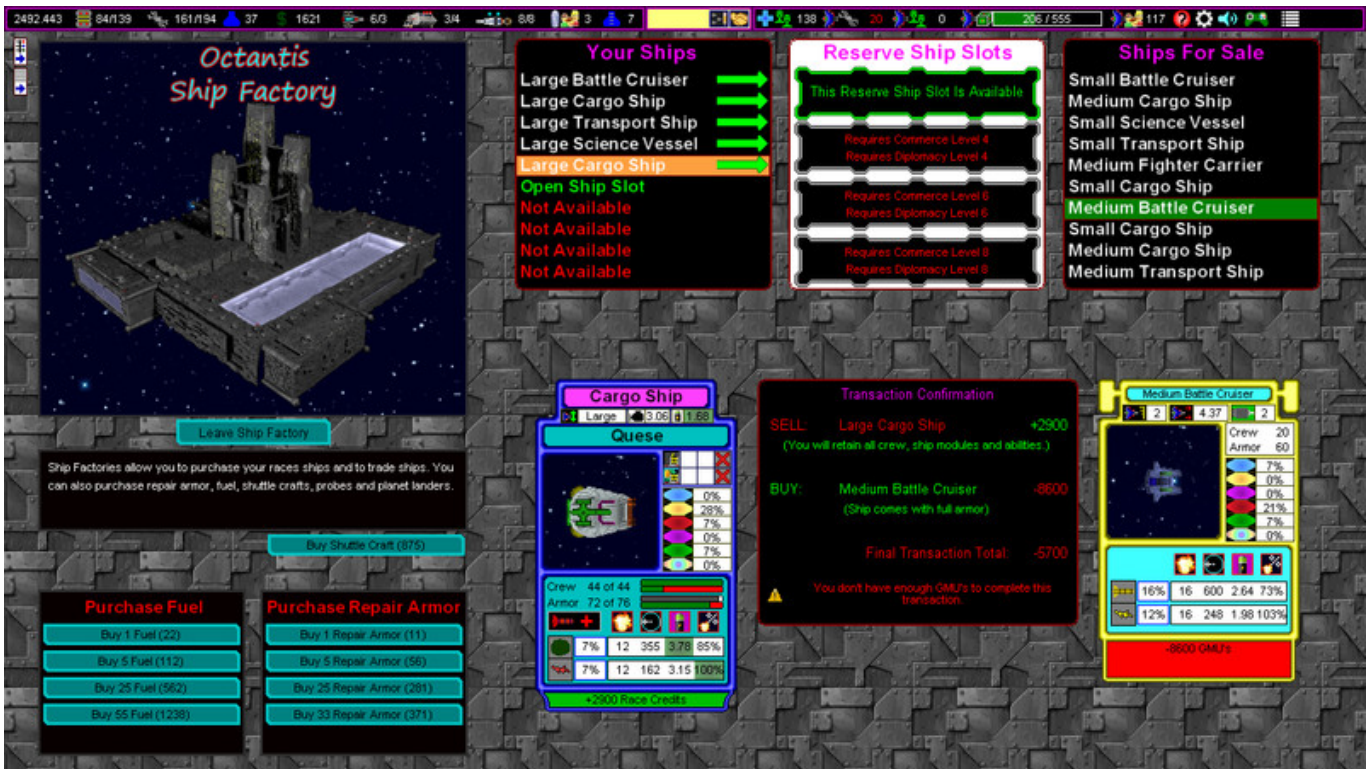 2492.443 84/139 161/194 37 $ 1621 6/3 3/4 8/8 3 7 138 20 0 206 / 555 117
Octantis
Ship Factory
Leave Ship Factory
Ship Factories allow you to purchase your races ships and to trade ships. You
can also purchase repair armor, fuel, shuttle crafts, probes and planet landers.
Buy Shuttle Craft (875)
Purchase Fuel
Buy 1 Fuel (22)
Buy 5 Fuel (112)
Buy 25 Fuel (562)
Buy 55 Fuel (1238)
Purchase Repair Armor
Buy 1 Repair Armor (11)
Buy 5 Repair Armor (56)
Buy 25 Repair Armor (281)
Buy 33 Repair Armor (371)
Your Ships
Large Battle Cruiser
Large Cargo Ship
Large Transport Ship
Large Science Vessel
Large Cargo Ship
Open Ship Slot
Not Available
Not Available
Not Available
Not Available
Reserve Ship Slots
This Reserve Ship Slot Is Available
Requires Commerce Level 4
Requires Diplomacy Level 4
Requires Commerce Level 6
Requires Diplomacy Level 6
Requires Commerce Level 8
Requires Diplomacy Level 8
Ships For Sale
Small Battle Cruiser
Medium Cargo Ship
Small Science Vessel
Small Transport Ship
Medium Fighter Carrier
Small Cargo Ship
Medium Battle Cruiser
Small Cargo Ship
Medium Cargo Ship
Medium Transport Ship
Cargo Ship
Large 3.06 1.68
Quese
0%
28%
7%
0%
7%
0%
Crew 44 of 44
Armor 72 of 76
7% 12 355 3.78 85%
7% 12 162 3.15 100%
+2900 Race Credits
Transaction Confirmation
SELL: Large Cargo Ship +2900
(You will retain all crew, ship modules and abilities.)
BUY: Medium Battle Cruiser -8600
(Ship comes with full armor)
Final Transaction Total: -5700
You don't have enough GMU's to complete this
transaction.
Medium Battle Cruiser
2 4.37 2
Crew 20
Armor 60
7%
0%
0%
21%
7%
0%
16% 16 600 2.64 73%
12% 16 248 1.98 103%
-8600 GMU's